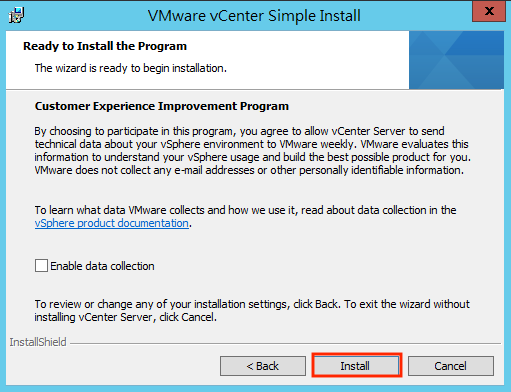 VMware vCenter Simple Install
Ready to Install the Program
The wizard is ready to begin installation.
Customer Experience Improvement Program
By choosing to participate in this program, you agree to allow vCenter Server to send
technical data about your vSphere environment to VMware weekly. VMware evaluates this
information to understand your vSphere usage and build the best possible product for you.
VMware does not collect any e-mail addresses or other personally identifiable information.
To learn what data VMware collects and how we use it, read about data collection in the
vSphere product documentation.
Enable data collection
To review or change any of your installation settings, click Back. To exit the wizard without
installing vCenter Server, click Cancel.
InstallShield
< Back
Install
Cancel